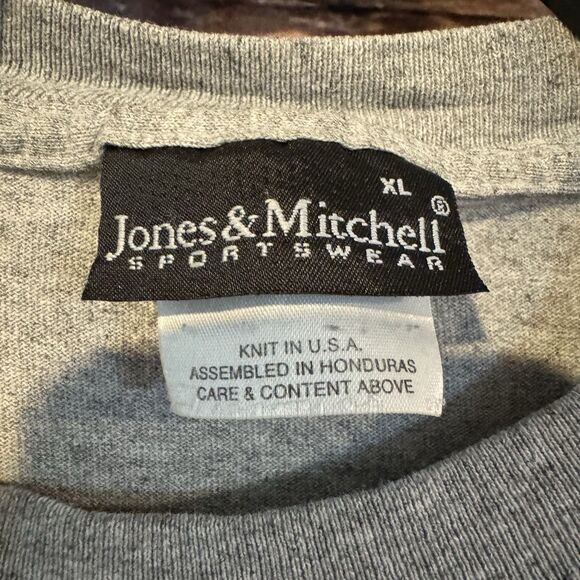 XL
Jones & Mitchell ®
SPORTSWEAR
KNIT IN U.S.A.
ASSEMBLED IN HONDURAS
CARE & CONTENT ABOVE